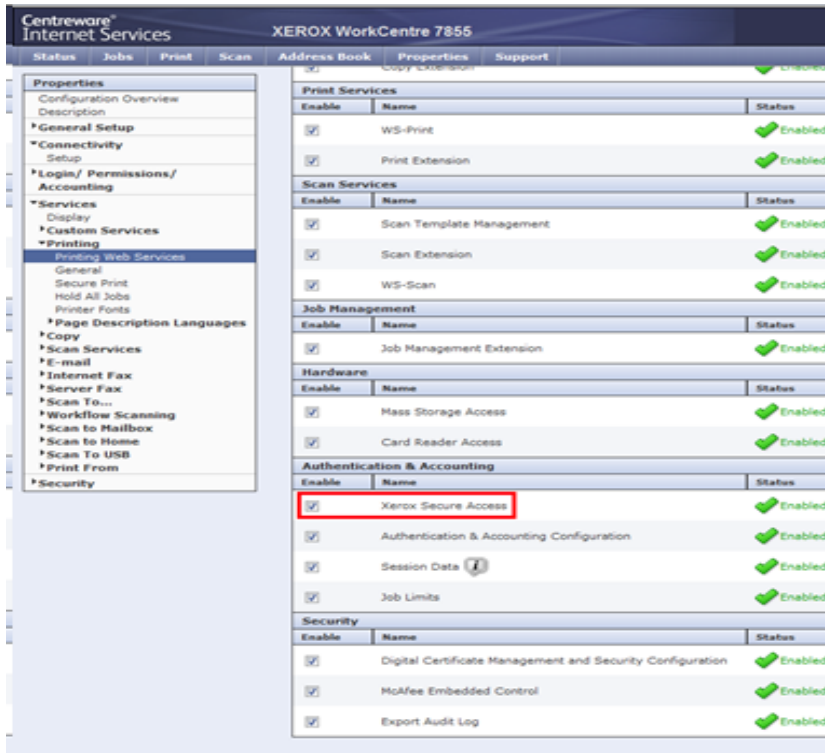 Centreware®
Internet Services
XEROX WorkCentre 7855
Status Jobs Print Scan Address Book Properties Support
Properties
Configuration Overview
Description
General Setup
Connectivity
Setup
Login/ Permissions/
Accounting
Services
Display
Custom Services
Printing
Printing Web Services
General
Secure Print
Hold All Jobs
Printer Fonts
Page Description Languages
Copy
Scan Services
E-mail
Internet Fax
Server Fax
Scan To...
Workflow Scanning
Scan to Mailbox
Scan to Home
Scan To USB
Print From
Security
Copy Extension Enabled
Print Services
Enable Name Status
WS-Print Enabled
Print Extension Enabled
Scan Services
Enable Name Status
Scan Template Management Enabled
Scan Extension Enabled
WS-Scan Enabled
Job Management
Enable Name Status
Job Management Extension Enabled
Hardware
Enable Name Status
Mass Storage Access Enabled
Card Reader Access Enabled
Authentication & Accounting
Enable Name Status
Xerox Secure Access Enabled
Authentication & Accounting Configuration Enabled
Session Data i Enabled
Job Limits Enabled
Security
Enable Name Status
Digital Certificate Management and Security Configuration Enabled
McAfee Embedded Control Enabled
Export Audit Log Enabled